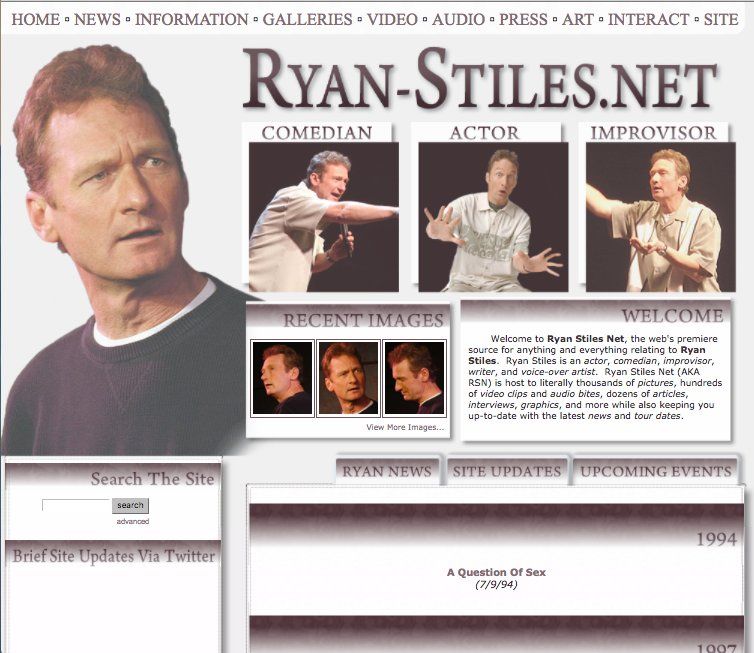 HOME ▫ NEWS ▫ INFORMATION ▫ GALLERIES ▫ VIDEO ▫ AUDIO ▫ PRESS ▫ ART ▫ INTERACT ▫ SITE
RYAN-STILES.NET
COMEDIAN
ACTOR
IMPROVISOR
RECENT IMAGES
View More Images...
WELCOME
Welcome to Ryan Stiles Net, the web's premiere
source for anything and everything relating to Ryan
Stiles. Ryan Stiles is an actor, comedian, improvisor,
writer, and voice-over artist. Ryan Stiles Net (AKA
RSN) is host to literally thousands of pictures, hundreds
of video clips and audio bites, dozens of articles,
interviews, graphics, and more while also keeping you
up-to-date with the latest news and tour dates.
Search The Site
search
advanced
Brief Site Updates Via Twitter
RYAN NEWS
SITE UPDATES
UPCOMING EVENTS
1994
A Question Of Sex
(7/9/94)
1997